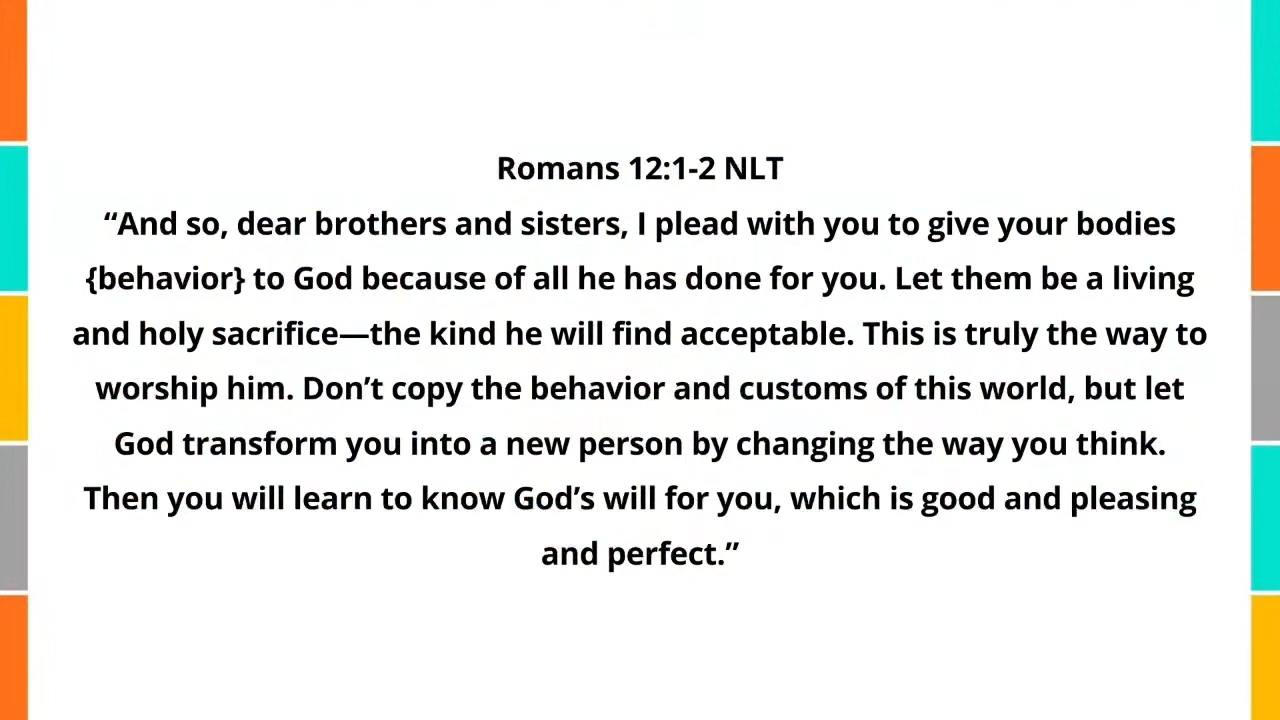 Romans 12:1-2 NLT
“And so, dear brothers and sisters, I plead with you to give your bodies
{behavior} to God because of all he has done for you. Let them be a living
and holy sacrifice—the kind he will find acceptable. This is truly the way to
worship him. Don’t copy the behavior and customs of this world, but let
God transform you into a new person by changing the way you think.
Then you will learn to know God’s will for you, which is good and pleasing
and perfect.”